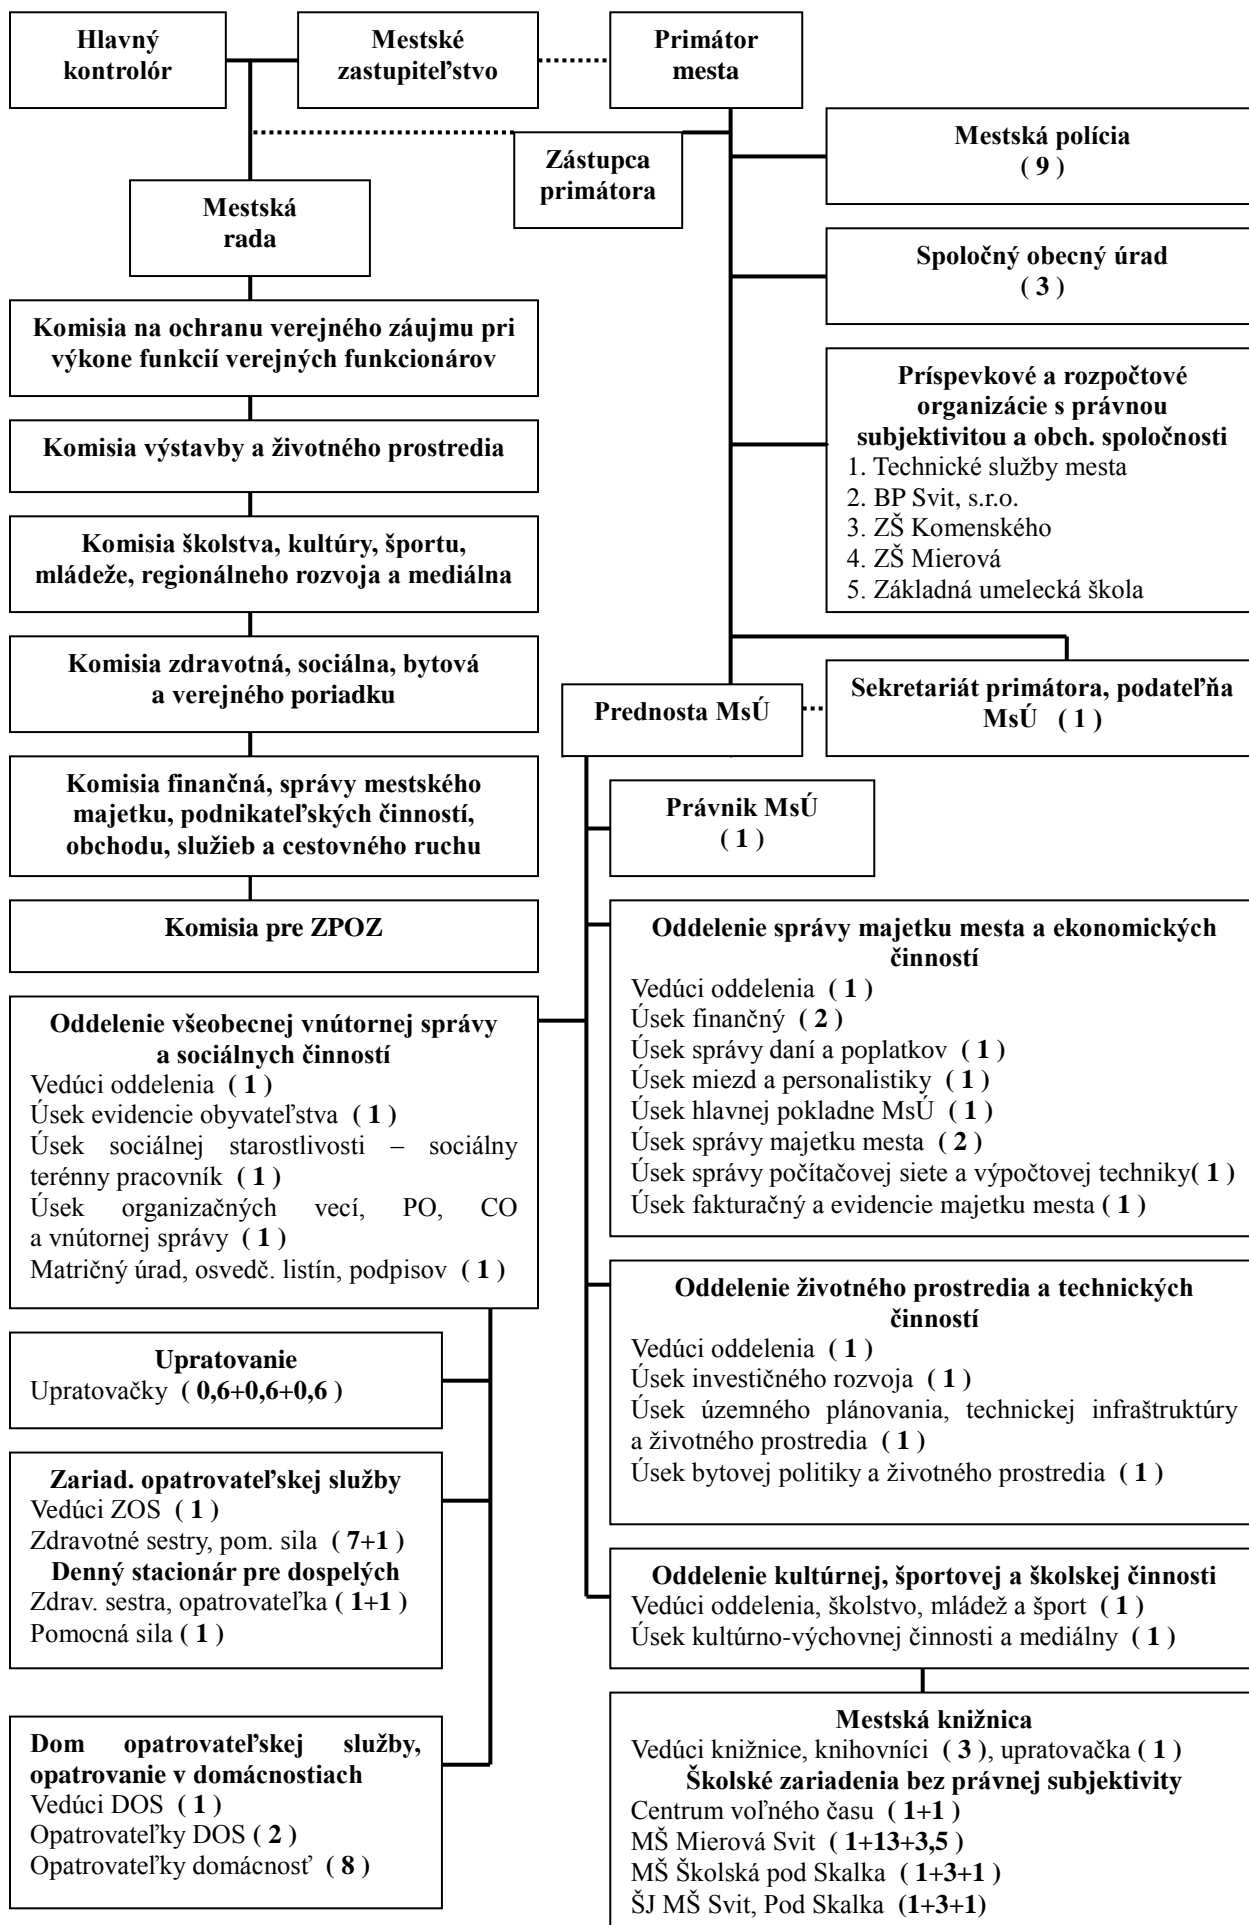 Hlavný
kontrolór
Mestské
zastupiteľstvo
Primátor
mesta
Zástupca
primátora
Mestská polícia
( 9 )
Mestská
rada
Spoločný obecný úrad
( 3 )
Komisia na ochranu verejného záujmu pri
výkone funkcií verejných funkcionárov
Príspevkové a rozpočtové
organizácie s právnou
subjektivitou a obch. spoločnosti
1. Technické služby mesta
2. BP Svit, s.r.o.
3. ZŠ Komenského
4. ZŠ Mierová
5. Základná umelecká škola
Komisia výstavby a životného prostredia
Komisia školstva, kultúry, športu,
mládeže, regionálneho rozvoja a mediálna
Komisia zdravotná, sociálna, bytová
a verejného poriadku
Prednosta MsÚ
Sekretariát primátora, podateľňa
MsÚ ( 1 )
Komisia finančná, správy mestského
majetku, podnikateľských činností,
obchodu, služieb a cestovného ruchu
Právnik MsÚ
( 1 )
Komisia pre ZPOZ
Oddelenie správy majetku mesta a ekonomických
činností
Vedúci oddelenia ( 1 )
Úsek finančný ( 2 )
Úsek správy daní a poplatkov ( 1 )
Úsek miezd a personalistiky ( 1 )
Úsek hlavnej pokladne MsÚ ( 1 )
Úsek správy majetku mesta ( 2 )
Úsek správy počítačovej siete a výpočtovej techniky( 1 )
Úsek fakturačný a evidencie majetku mesta ( 1 )
Oddelenie všeobecnej vnútornej správy
a sociálnych činností
Vedúci oddelenia ( 1 )
Úsek evidencie obyvateľstva ( 1 )
Úsek sociálnej starostlivosti – sociálny
terénny pracovník ( 1 )
Úsek organizačných vecí, PO, CO
a vnútornej správy ( 1 )
Matričný úrad, osvedč. listín, podpisov ( 1 )
Oddelenie životného prostredia a technických
činností
Vedúci oddelenia ( 1 )
Úsek investičného rozvoja ( 1 )
Úsek územného plánovania, technickej infraštruktúry
a životného prostredia ( 1 )
Úsek bytovej politiky a životného prostredia ( 1 )
Upratovanie
Upratovačky ( 0,6+0,6+0,6 )
Zariad. opatrovateľskej služby
Vedúci ZOS ( 1 )
Zdravotné sestry, pom. sila ( 7+1 )
Denný stacionár pre dospelých
Zdrav. sestra, opatrovateľka ( 1+1 )
Pomocná sila ( 1 )
Oddelenie kultúrnej, športovej a školskej činnosti
Vedúci oddelenia, školstvo, mládež a šport ( 1 )
Úsek kultúrno-výchovnej činnosti a mediálny ( 1 )
Dom opatrovateľskej služby,
opatrovanie v domácnostiach
Vedúci DOS ( 1 )
Opatrovateľky DOS ( 2 )
Opatrovateľky domácnosť ( 8 )
Mestská knižnica
Vedúci knižnice, knihovníci ( 3 ), upratovačka ( 1 )
Školské zariadenia bez právnej subjektivity
Centrum voľného času ( 1+1 )
MŠ Mierová Svit ( 1+13+3,5 )
MŠ Školská pod Skalka ( 1+3+1 )
ŠJ MŠ Svit, Pod Skalka (1+3+1)